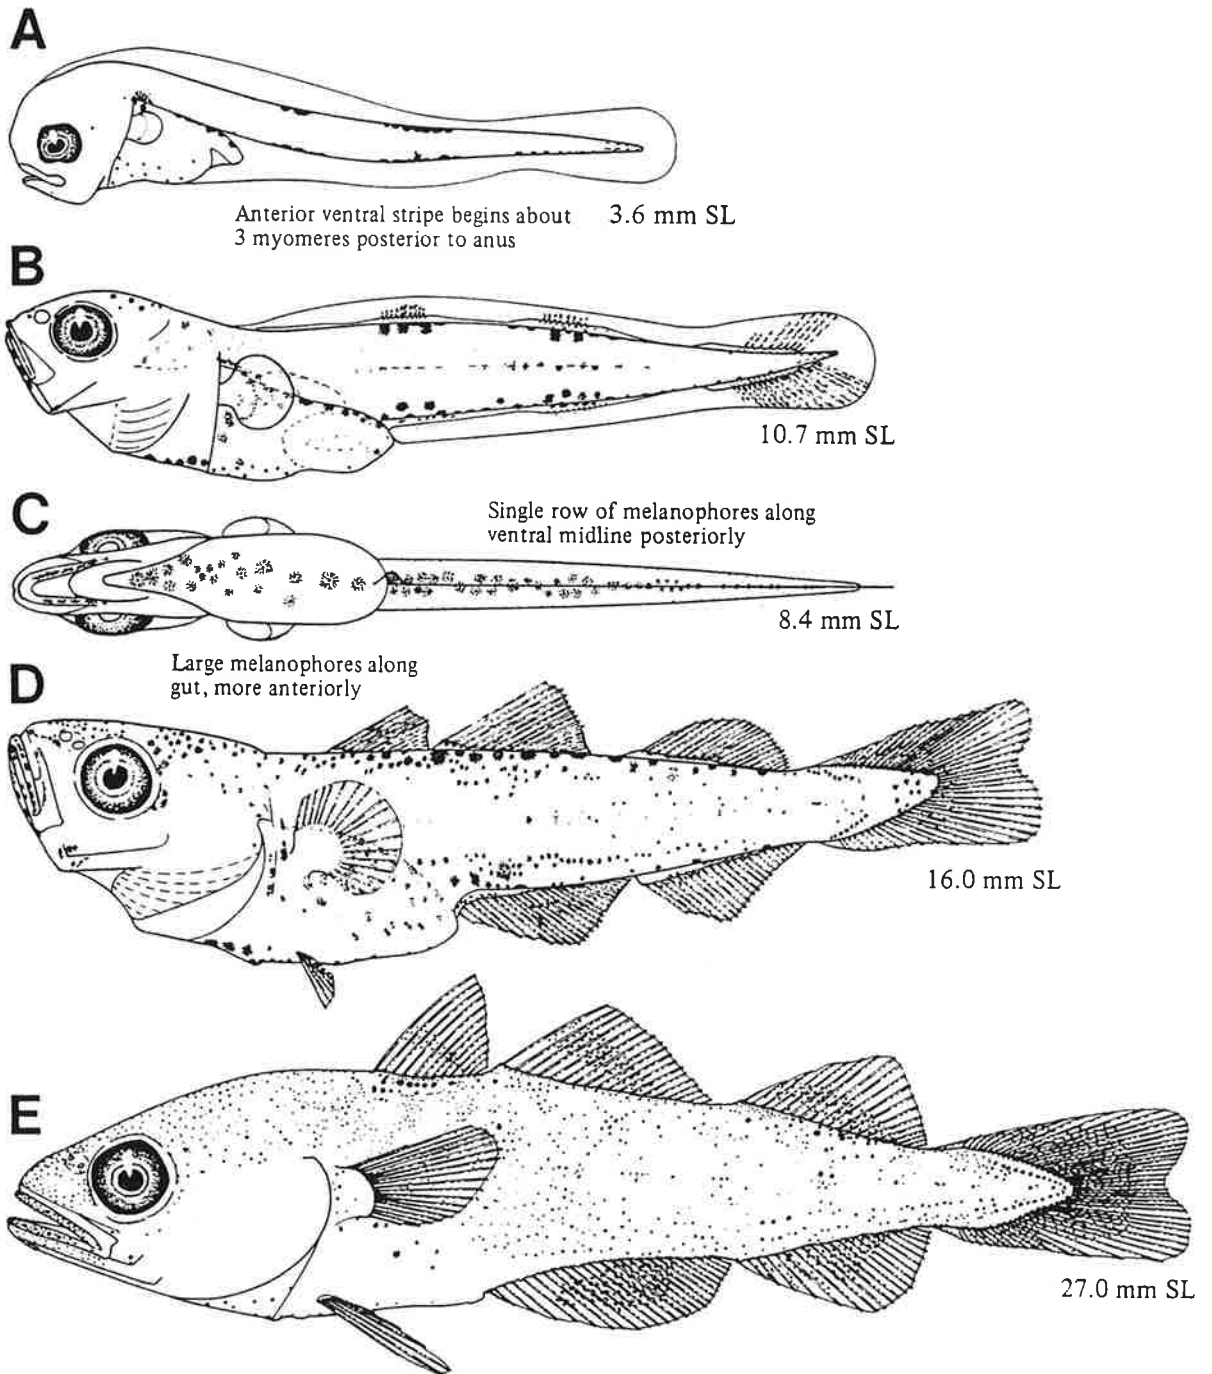 A
Anterior ventral stripe begins about
3 myomeres posterior to anus
3.6 mm SL
B
10.7 mm SL
C
Single row of melanophores along
ventral midline posteriorly
8.4 mm SL
Large melanophores along
gut, more anteriorly
D
16.0 mm SL
E
27.0 mm SL